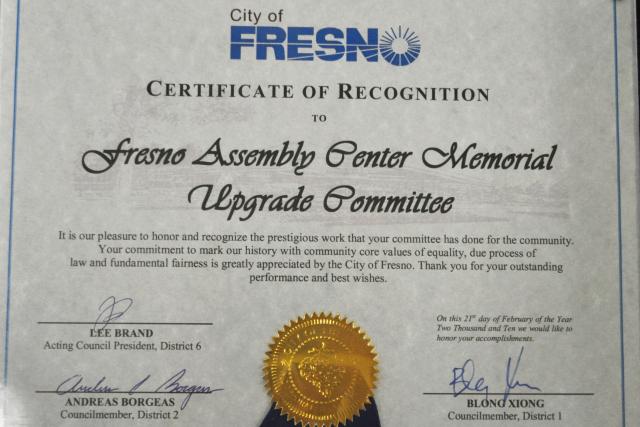 City of
FRESNO
CERTIFICATE OF RECOGNITION
TO
Fresno Assembly Center Memorial
Upgrade Committee
It is our pleasure to honor and recognize the prestigious work that your committee has done for the community.
Your commitment to mark our history with community core values of equality, due process of
law and fundamental fairness is greatly appreciated by the City of Fresno. Thank you for your outstanding
performance and best wishes.
LEE BRAND
Acting Council President, District 6
On this 21st day of February of the Year
Two Thousand and Ten we would like to
honor your accomplishments.
ANDREAS BORGEAS
Councilmember, District 2
BLONG XIONG
Councilmember, District 1